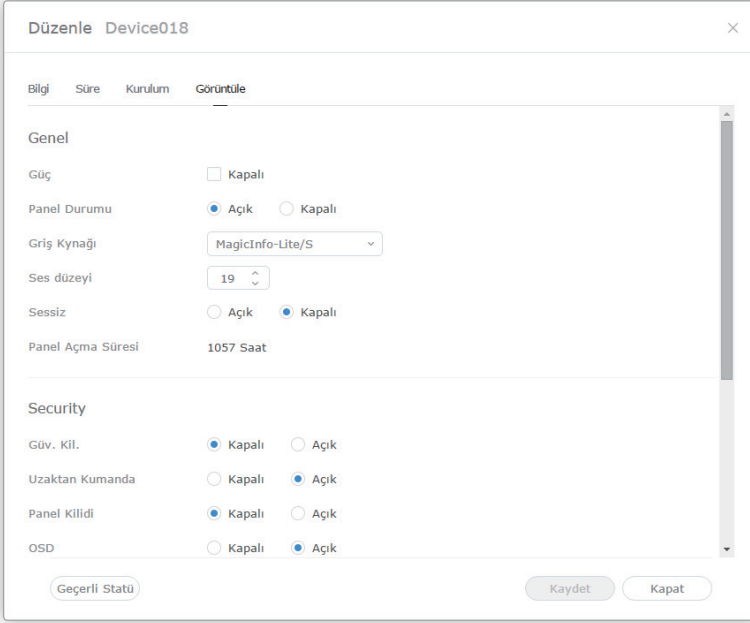 Düzenle Device018
Bilgi Süre Kurulum Görüntüle
Genel
Güç Kapalı
Panel Durumu Açık Kapalı
Griş Kynağı MagicInfo-Lite/S
Ses düzeyi 19
Sessiz Açık Kapalı
Panel Açma Süresi 1057 Saat
Security
Güv. Kil. Kapalı Açık
Uzaktan Kumanda Kapalı Açık
Panel Kilidi Kapalı Açık
OSD Kapalı Açık
Geçerli Statü Kaydet Kapat